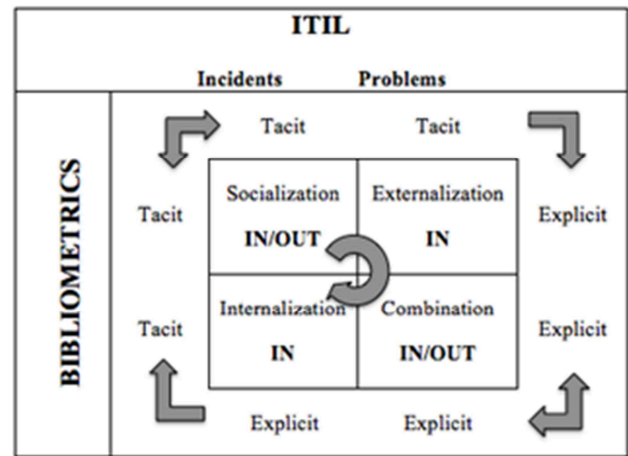 ITIL
Incidents Problems
Tacit Tacit
Tacit Socialization Externalization Explicit
IN/OUT IN
BIBLIOMETRICS
Tacit Internalization Combination Explicit
IN IN/OUT
Explicit Explicit